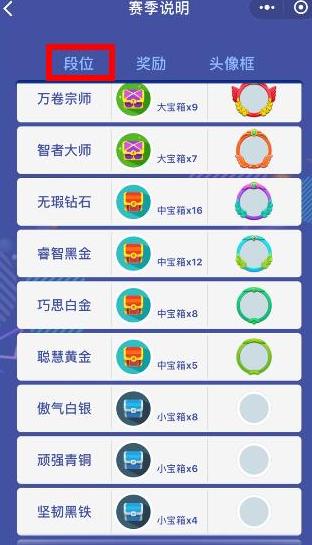 赛季说明
段位 奖励 头像框
万卷宗师 大宝箱x9
智者大师 大宝箱x7
无瑕钻石 中宝箱x16
睿智黑金 中宝箱x12
巧思白金 中宝箱x8
聪慧黄金 中宝箱x5
傲气白银 小宝箱x8
顽强青铜 小宝箱x6
坚韧黑铁 小宝箱x4